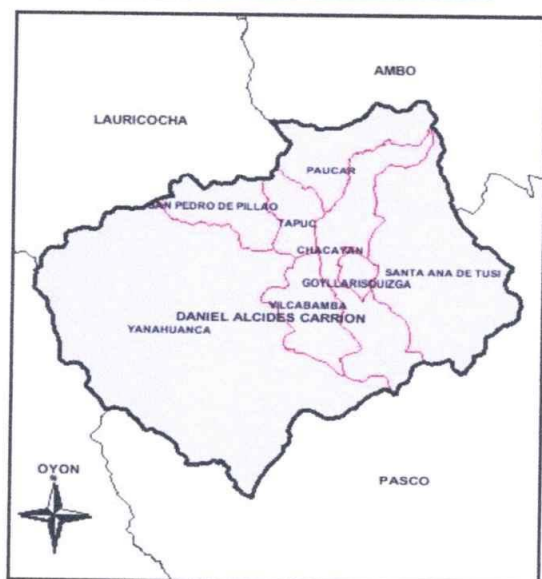 AMBO
LAURICOCHA
PAUCAR
SAN PEDRO DE PILLAO
TAPUC
CHACAYAN
SANTA ANA DE TUSI
GOYLLARISQUIZGA
VILCABAMBA
DANIEL ALCIDES CARRION
YANAHUANCA
OYON
N
PASCO